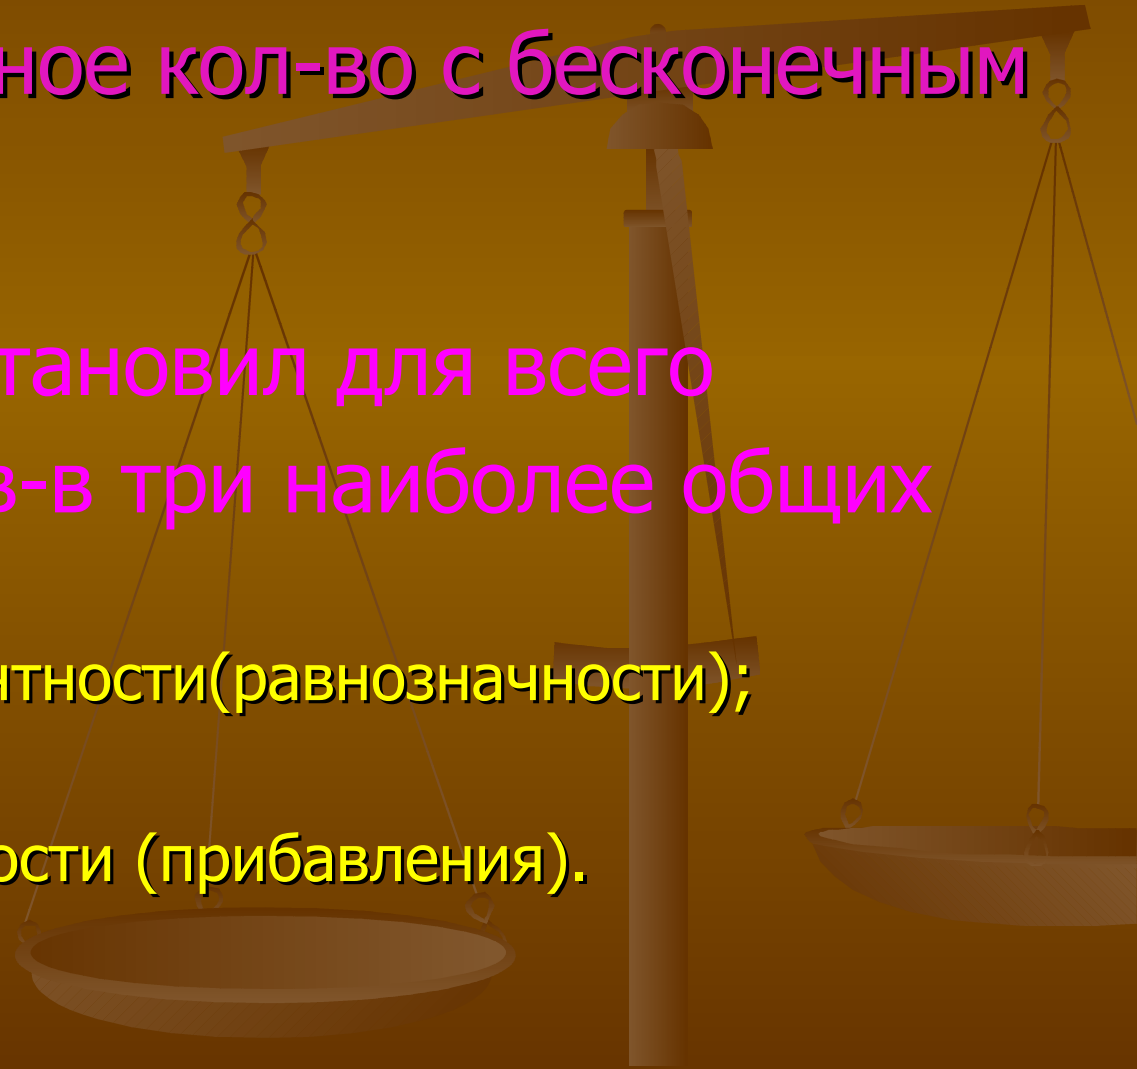 ное кол-во с бесконечным
тановил для всего
в-в три наиболее общих
нтности(равнозначности);
ости (прибавления).